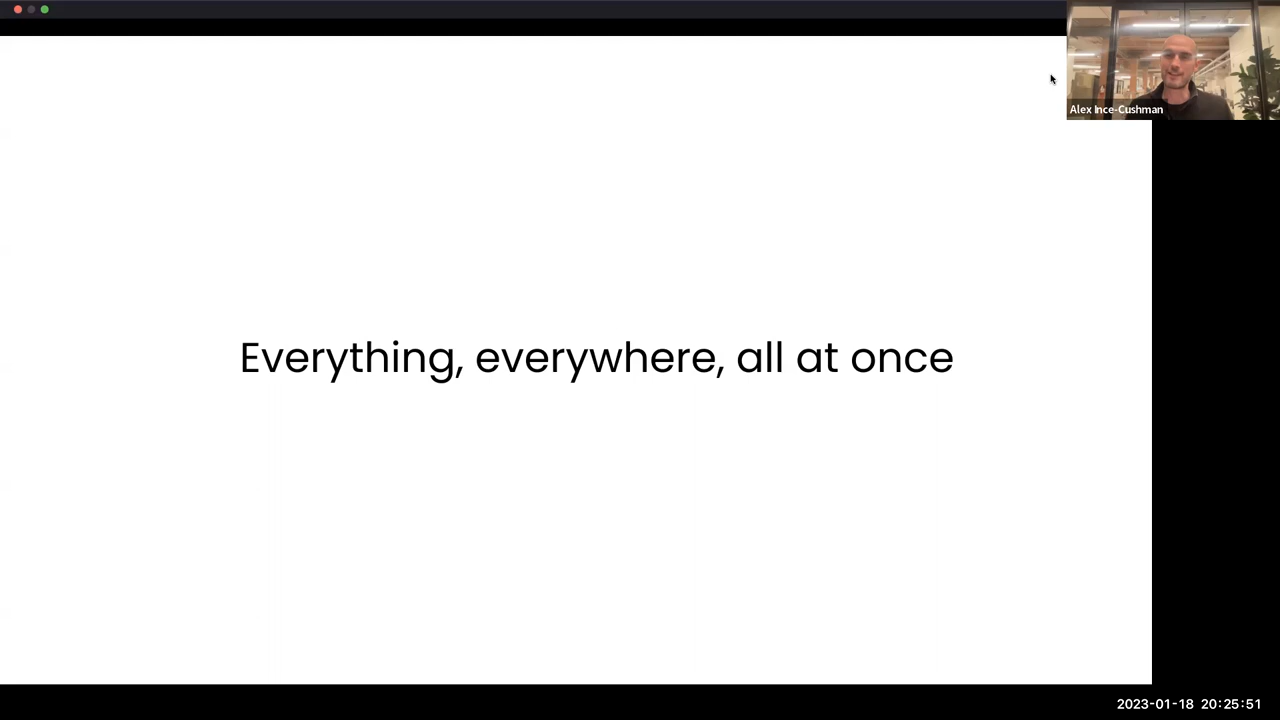 Alex Ince-Cushman
Everything, everywhere, all at once
2023-01-18 20:25:51